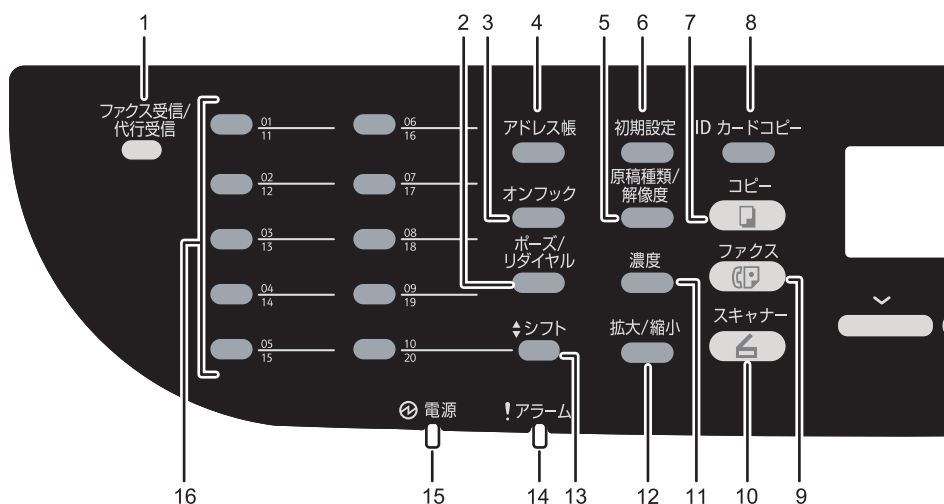 1
2
3
4
5
6
7
8
ファクス受信/
代行受信
01
11
06
16
アドレス帳
初期設定
ID カードコピー
02
12
07
17
オンフック
原稿種類/
解像度
コピー
03
13
08
18
ポーズ/
リダイヤル
濃度
ファクス
04
14
09
19
05
15
10
20
シフト
拡大/縮小
スキャナー
電源
!アラーム
16
15
14
13
12
11
10
9